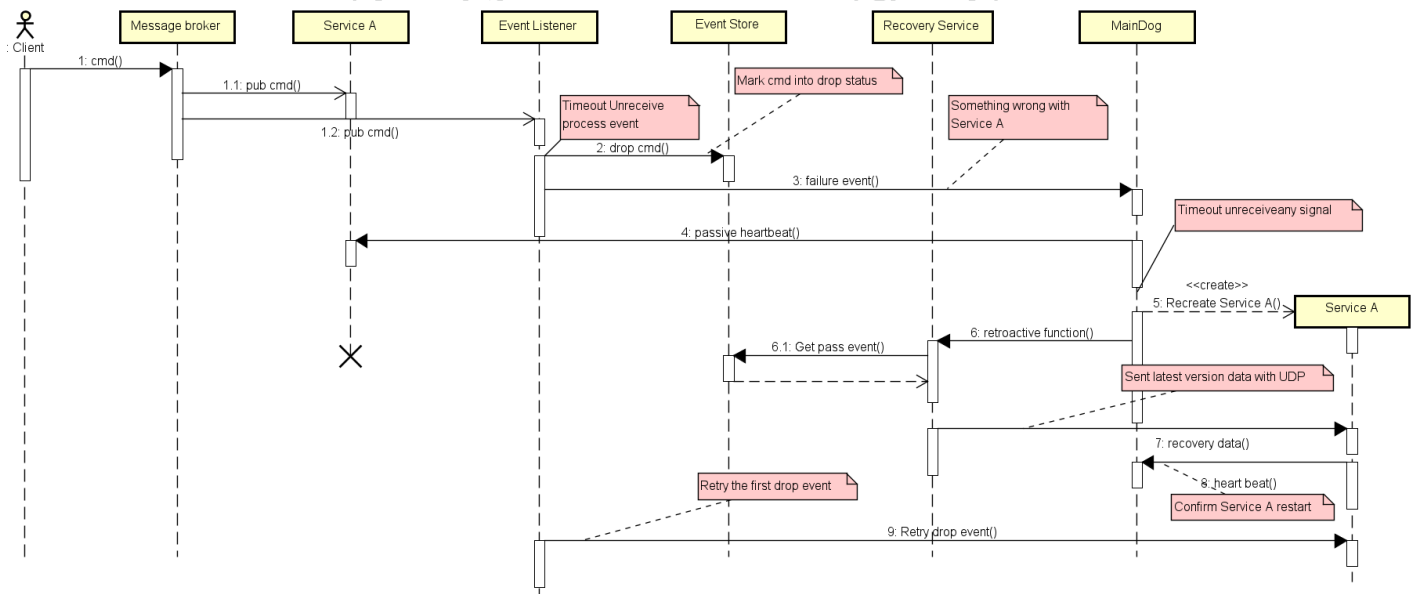 : Client
Message broker
Service A
Event Listener
Event Store
Recovery Service
MainDog
1: cmd()
1.1: pub cmd()
1.2: pub cmd()
Timeout Unreceive
process event
Mark cmd into drop status
Something wrong with
Service A
2: drop cmd()
3: failure event()
Timeout unreceiveany signal
4: passive heartbeat()
<<create>>
5: Recreate Service A()
Service A
6: retroactive function()
6.1: Get pass event()
Sent latest version data with UDP
7: recovery data()
8: heart beat()
Retry the first drop event
Confirm Service A restart
9: Retry drop event()